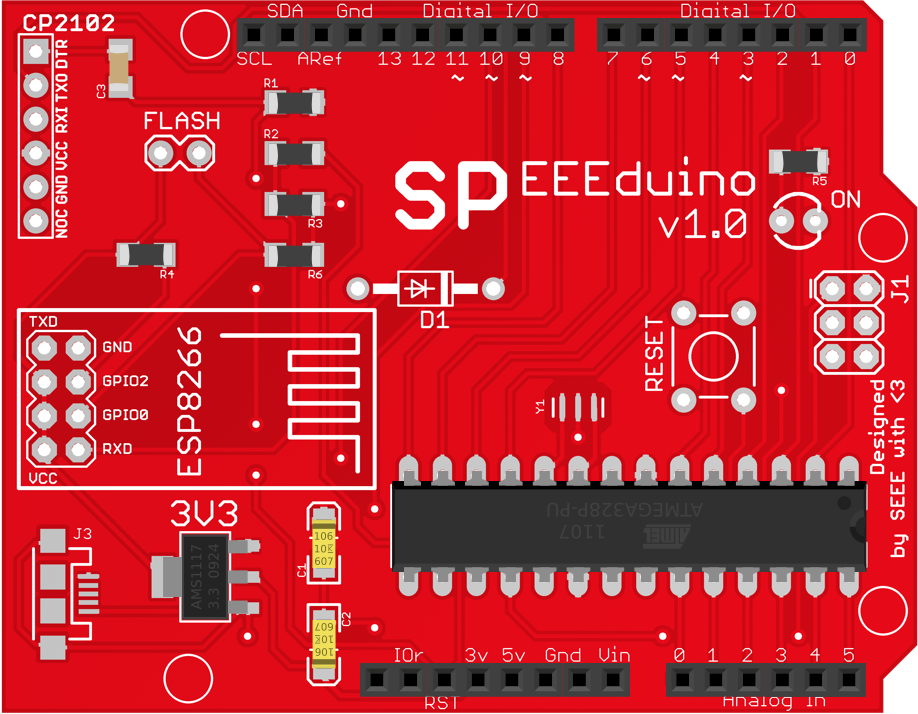 SDA Gnd Digital I/O Digital I/O
CP2102
SCL ARef 13 12 11 10 9 8 7 6 5 4 3 2 1 0
~ ~ ~ ~ ~ ~
DTR
TXO
RXI
VCC
GND
NOC
C3
R1
FLASH
R2
R3
R4
R6
SPEEEduino
v1.0
R5
ON
D1
J1
RESET
Y1
TXD
GND
GPIO2
GPIO0
RXD
VCC
ESP8266
Designed
by SEEE with <3
ATMEGA328P-PU
1107
ATMEL
3V3
J3
AMS1117
3.3 0924
C1
106
10V
607
C2
607
10V
106
IOr 3v 5v Gnd Vin 0 1 2 3 4 5
RST Analog In